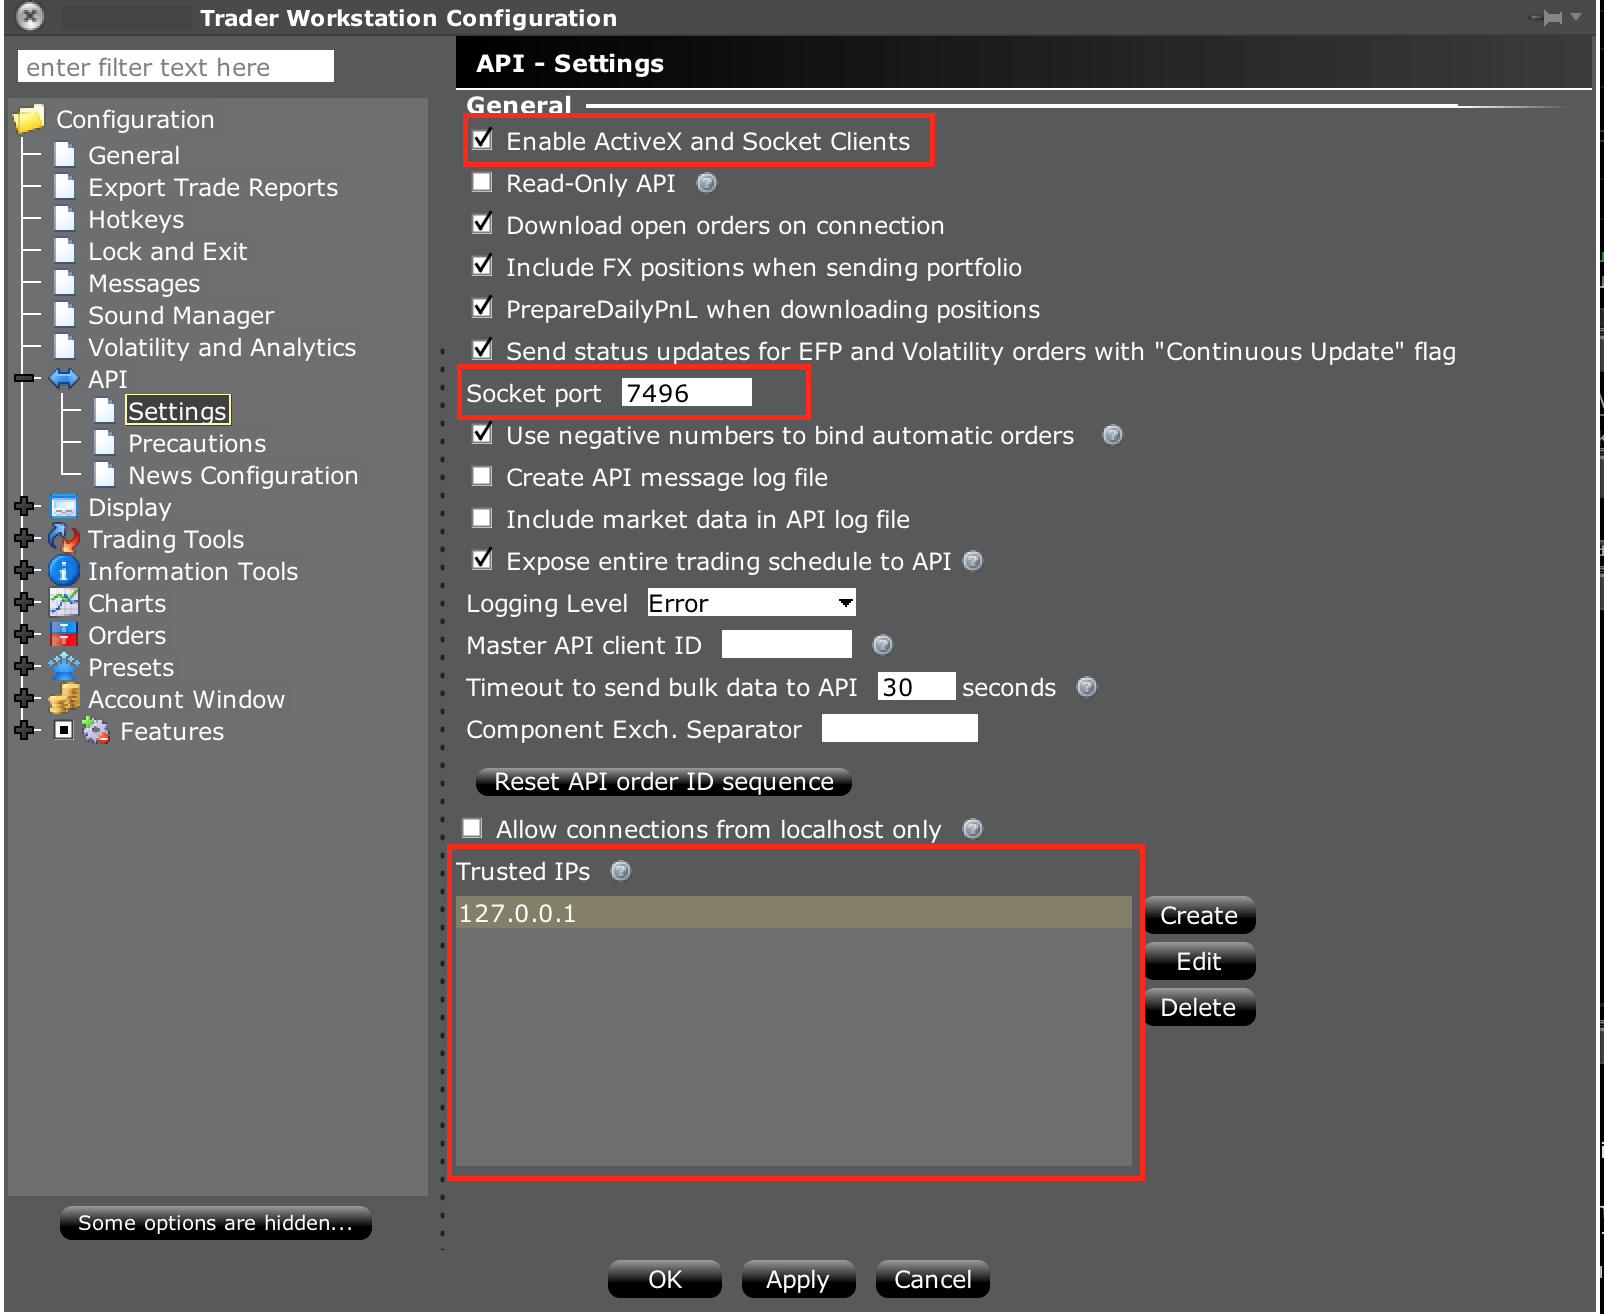 Trader Workstation Configuration
enter filter text here
Configuration
General
Export Trade Reports
Hotkeys
Lock and Exit
Messages
Sound Manager
Volatility and Analytics
API
Settings
Precautions
News Configuration
Display
Trading Tools
Information Tools
Charts
Orders
Presets
Account Window
Features
Some options are hidden...
API - Settings
General
Enable ActiveX and Socket Clients
Read-Only API
Download open orders on connection
Include FX positions when sending portfolio
PrepareDailyPnL when downloading positions
Send status updates for EFP and Volatility orders with "Continuous Update" flag
Socket port 7496
Use negative numbers to bind automatic orders
Create API message log file
Include market data in API log file
Expose entire trading schedule to API
Logging Level Error
Master API client ID
Timeout to send bulk data to API 30 seconds
Component Exch. Separator
Reset API order ID sequence
Allow connections from localhost only
Trusted IPs
127.0.0.1
Create
Edit
Delete
OK Apply Cancel